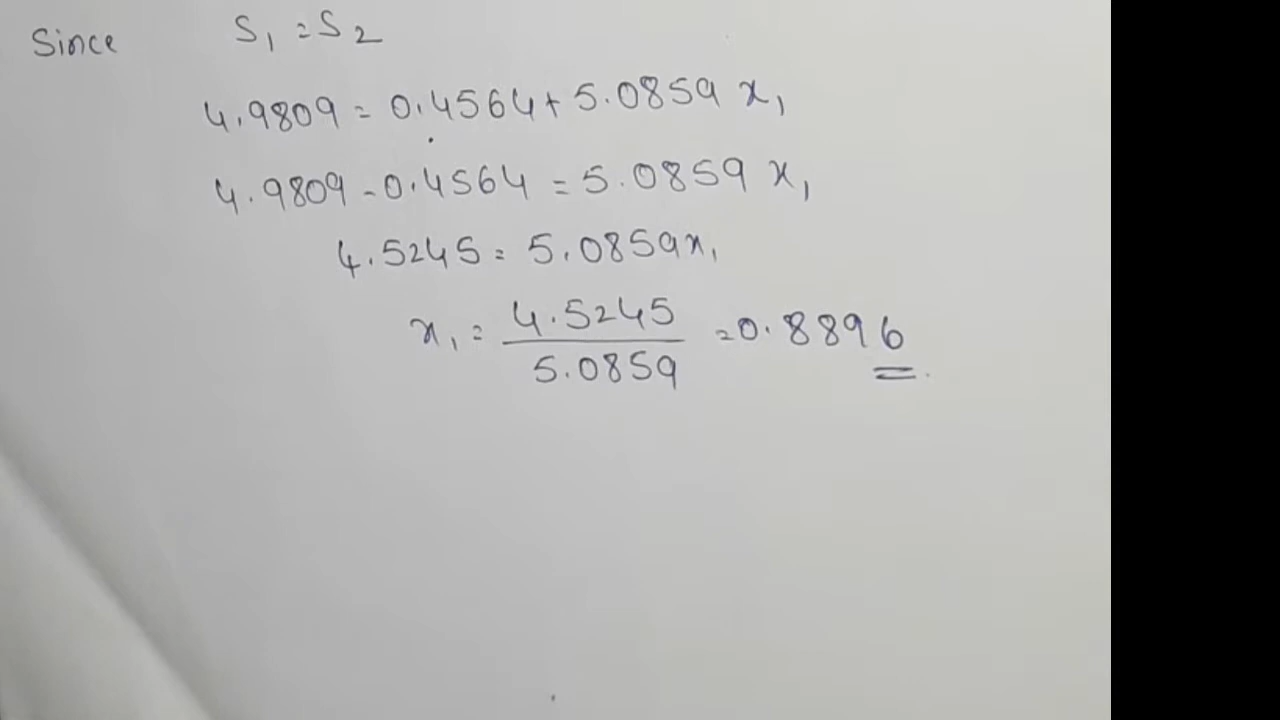 Since S₁ = S₂
4.9809 = 0.4564 + 5.0859 x₁
4.9809 - 0.4564 = 5.0859 x₁
4.5245 = 5.0859x₁
x₁ = 4.5245 / 5.0859 = 0.8896